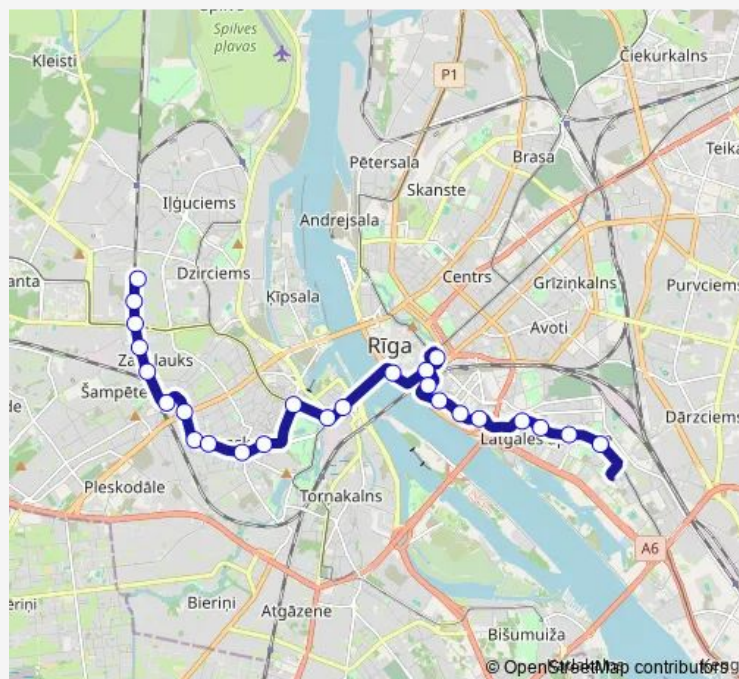 Spilves
pļavas
Kleisti
Čiekurkalns
P1
Pētersala
Brasa
Teika
Skanste
Iļģuciems
Andrejsala
Dzirciems
Centrs
Grīziņkalns
Purvciems
Ķīpsala
Avoti
Rīga
Šampēte
Dārzciems
Latgales
Pleskodāle
Torņakalns
A6
Bieriņi
Atgāzene
Bišumuiža
© OpenStreetMap contributors